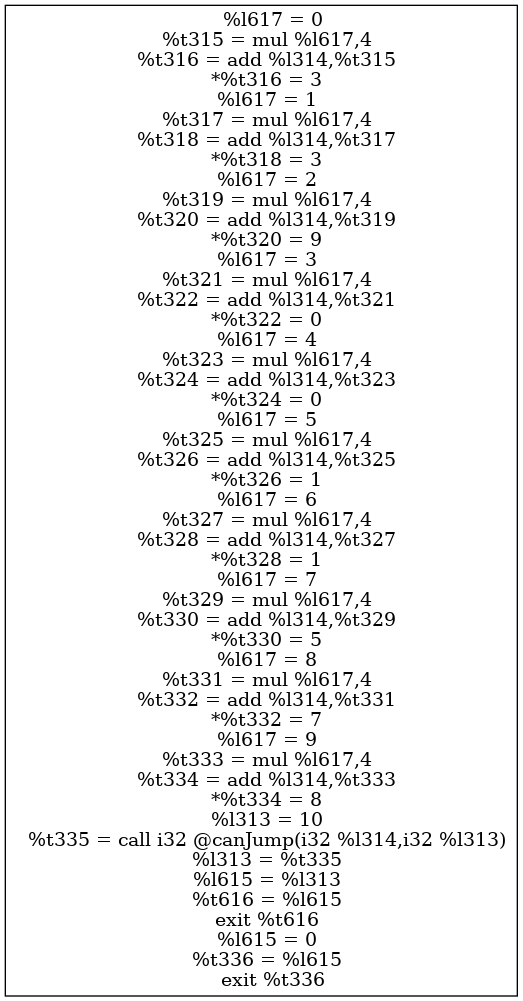 %l617 = 0
%t315 = mul %l617,4
%t316 = add %l314,%t315
*%t316 = 3
%l617 = 1
%t317 = mul %l617,4
%t318 = add %l314,%t317
*%t318 = 3
%l617 = 2
%t319 = mul %l617,4
%t320 = add %l314,%t319
*%t320 = 9
%l617 = 3
%t321 = mul %l617,4
%t322 = add %l314,%t321
*%t322 = 0
%l617 = 4
%t323 = mul %l617,4
%t324 = add %l314,%t323
*%t324 = 0
%l617 = 5
%t325 = mul %l617,4
%t326 = add %l314,%t325
*%t326 = 1
%l617 = 6
%t327 = mul %l617,4
%t328 = add %l314,%t327
*%t328 = 1
%l617 = 7
%t329 = mul %l617,4
%t330 = add %l314,%t329
*%t330 = 5
%l617 = 8
%t331 = mul %l617,4
%t332 = add %l314,%t331
*%t332 = 7
%l617 = 9
%t333 = mul %l617,4
%t334 = add %l314,%t333
*%t334 = 8
%l313 = 10
%t335 = call i32 @canJump(i32 %l314,i32 %l313)
%l313 = %t335
%l615 = %l313
%t616 = %l615
exit %t616
%l615 = 0
%t336 = %l615
exit %t336